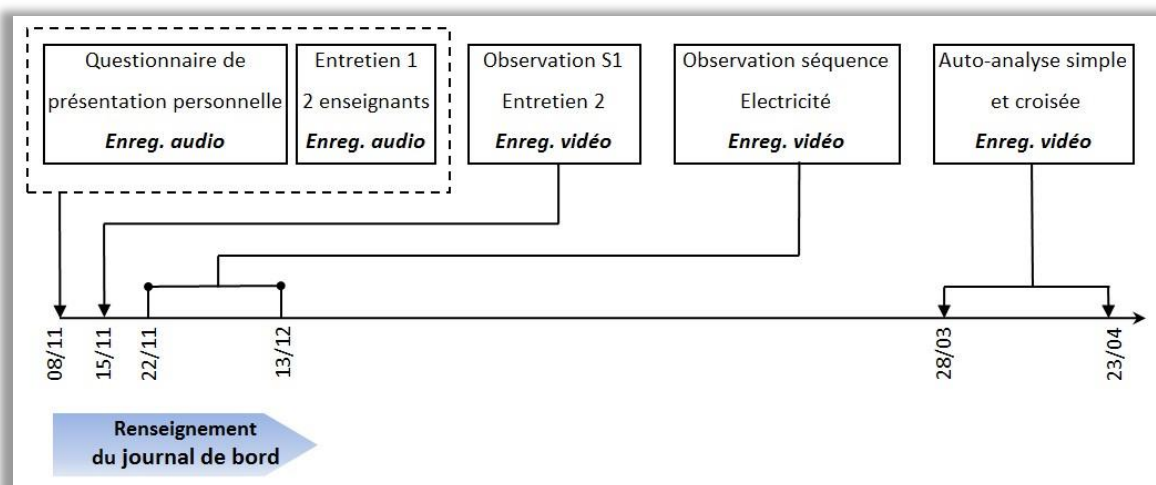 Questionnaire de
présentation personnelle
Enreg. audio
Entretien 1
2 enseignants
Enreg. audio
Observation S1
Entretien 2
Enreg. vidéo
Observation séquence
Electricité
Enreg. vidéo
Auto-analyse simple
et croisée
Enreg. vidéo
08/11
15/11
22/11
13/12
28/03
23/04
Renseignement
du journal de bord